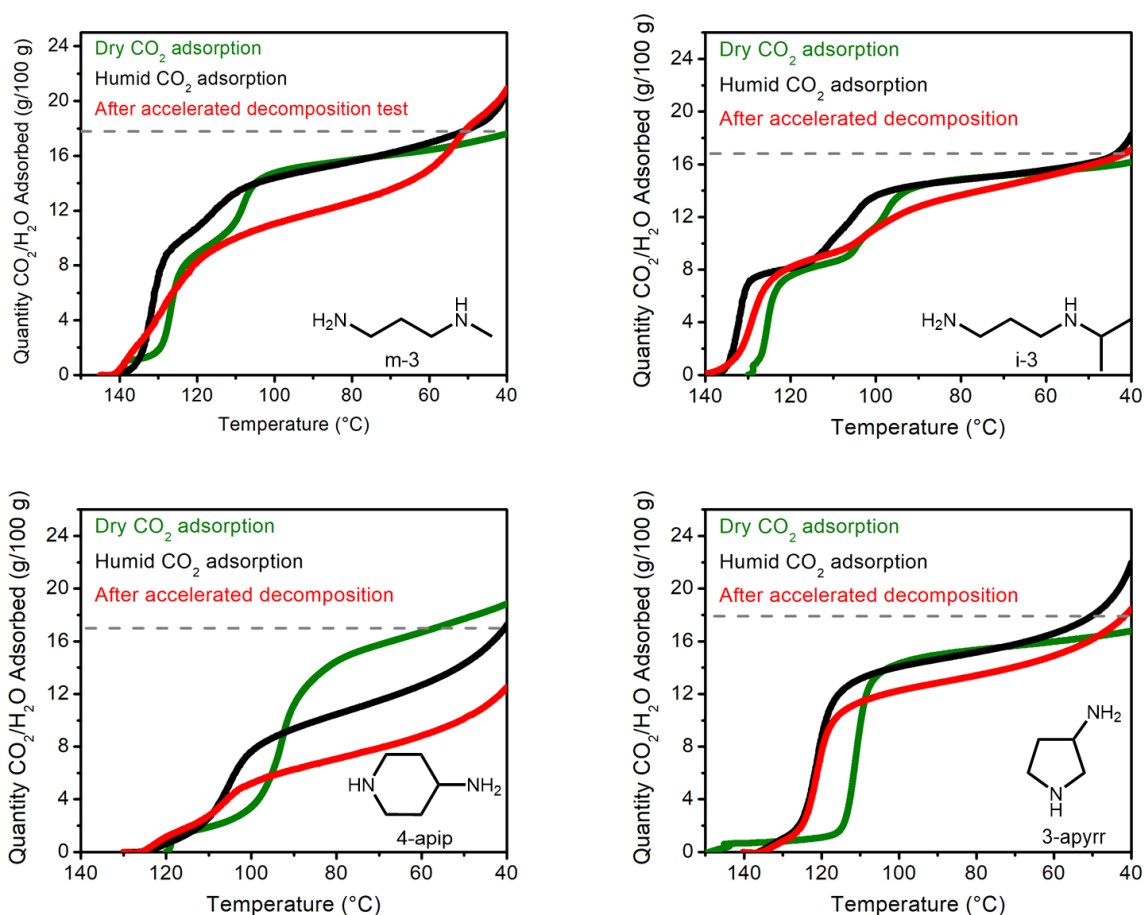 Quantity CO2/H2O Adsorbed (g/100 g)
24
20
16
12
8
4
0
Dry CO2 adsorption
Humid CO2 adsorption
After accelerated decomposition test
H2N
H
N
m-3
140 120 100 80 60 40
Temperature (°C)
Quantity CO2/H2O Adsorbed (g/100 g)
24
20
16
12
8
4
0
Dry CO2 adsorption
Humid CO2 adsorption
After accelerated decomposition
H2N
H
N
i-3
140 120 100 80 60 40
Temperature (°C)
Quantity CO2/H2O Adsorbed (g/100 g)
24
20
16
12
8
4
0
Dry CO2 adsorption
Humid CO2 adsorption
After accelerated decomposition
HN
NH2
4-apip
140 120 100 80 60 40
Temperature (°C)
Quantity CO2/H2O Adsorbed (g/100 g)
24
20
16
12
8
4
0
Dry CO2 adsorption
Humid CO2 adsorption
After accelerated decomposition
NH2
N
H
3-apyrr
140 120 100 80 60 40
Temperature (°C)